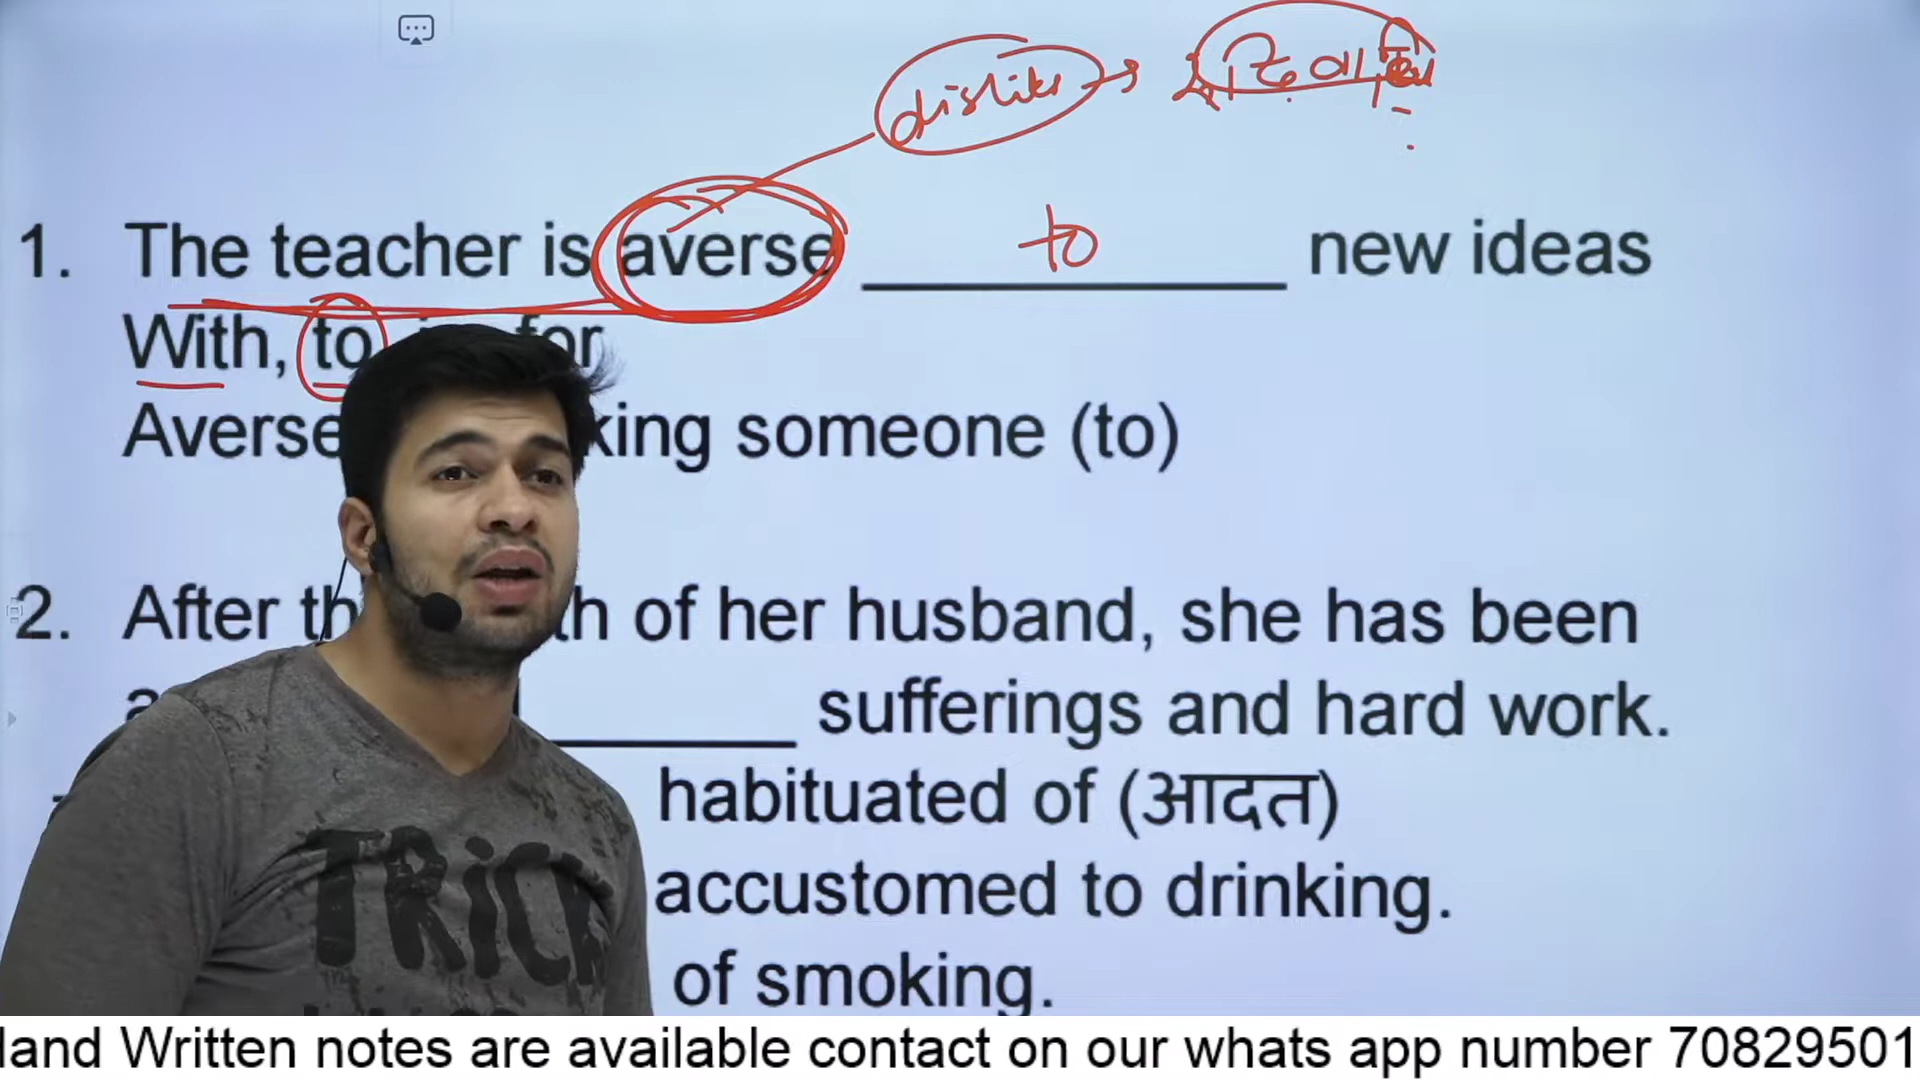 dislike →
1. The teacher is averse to new ideas
With, to for
Averse king someone (to)
2. After th h of her husband, she has been
a sufferings and hard work.
habituated of (आदत)
accustomed to drinking.
of smoking.
TRiCK
land Written notes are available contact on our whats app number 70829501